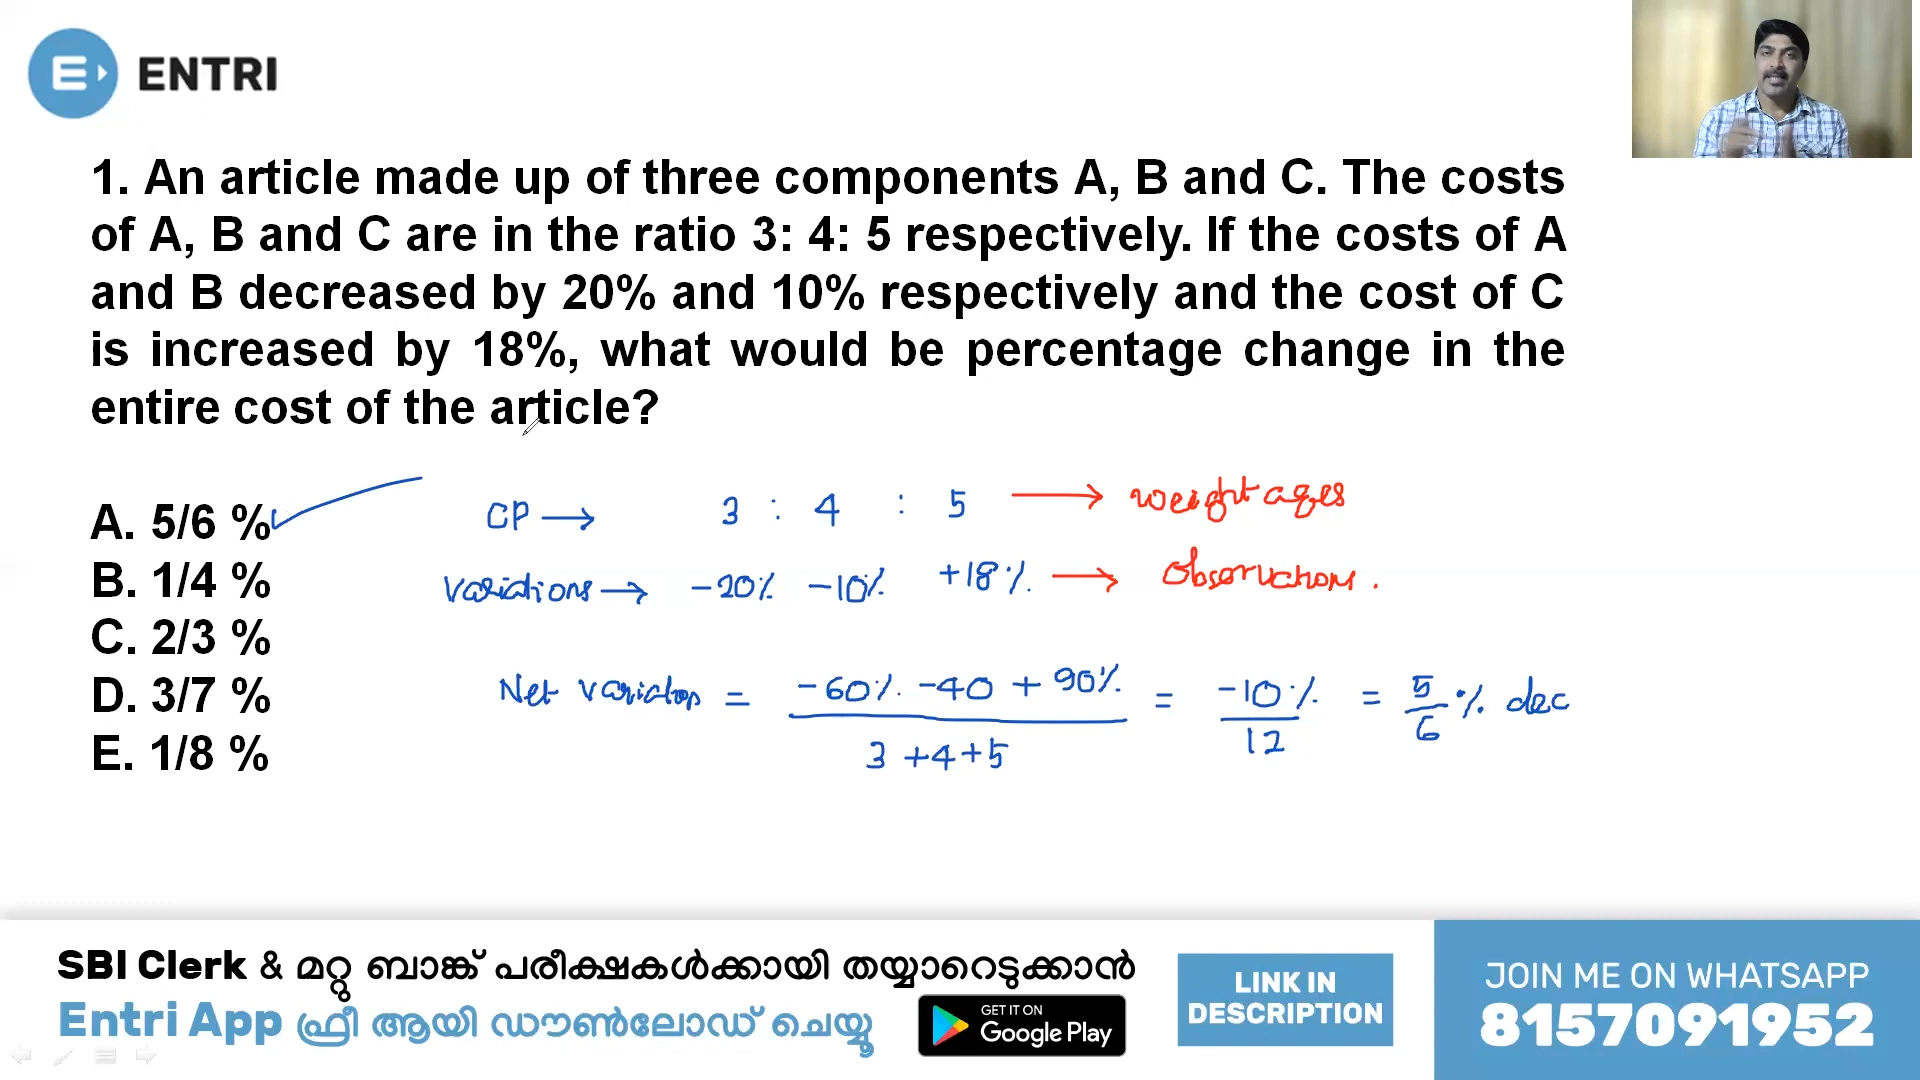 ENTRI
1. An article made up of three components A, B and C. The costs
of A, B and C are in the ratio 3: 4: 5 respectively. If the costs of A
and B decreased by 20% and 10% respectively and the cost of C
is increased by 18%, what would be percentage change in the
entire cost of the article?
A. 5/6 %
B. 1/4 %
C. 2/3 %
D. 3/7 %
E. 1/8 %
CP → 3 : 4 : 5 → weightages
Variations → -20% -10% +18% → Observations.
Net variation = -60% -40 + 90% / 3+4+5 = -10% / 12 = 5/6 % dec
SBI Clerk & മറ്റു ബാങ്ക് പരീക്ഷകൾക്കായി തയ്യാറെടുക്കാൻ
Entri App ഫ്രീ ആയി ഡൗൺലോഡ് ചെയ്യൂ
GET IT ON
Google Play
LINK IN
DESCRIPTION
JOIN ME ON WHATSAPP
8157091952